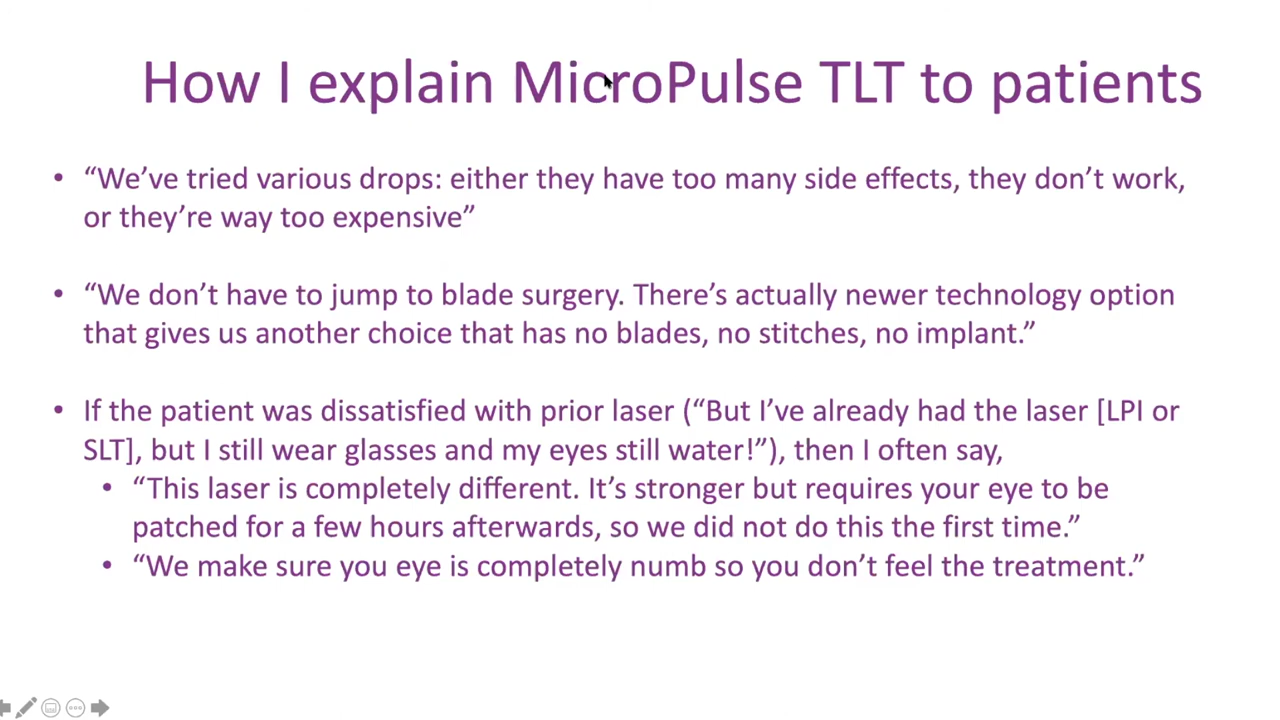 How I explain MicroPulse TLT to patients
• “We’ve tried various drops: either they have too many side effects, they don’t work,
or they’re way too expensive”
• “We don’t have to jump to blade surgery. There’s actually newer technology option
that gives us another choice that has no blades, no stitches, no implant.”
• If the patient was dissatisfied with prior laser (“But I’ve already had the laser [LPI or
SLT], but I still wear glasses and my eyes still water!”), then I often say,
• “This laser is completely different. It’s stronger but requires your eye to be
patched for a few hours afterwards, so we did not do this the first time.”
• “We make sure you eye is completely numb so you don’t feel the treatment.”